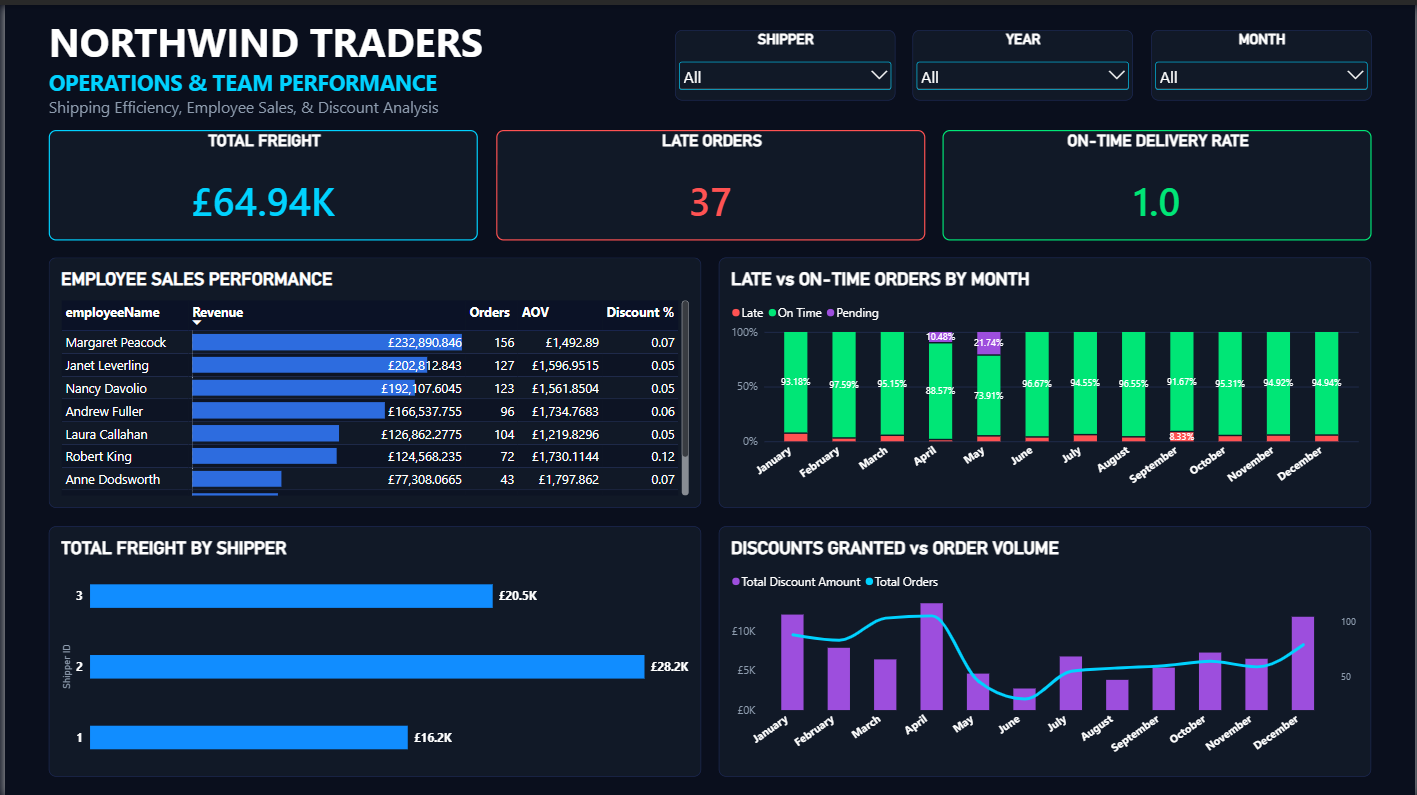 NORTHWIND TRADERS
OPERATIONS & TEAM PERFORMANCE
Shipping Efficiency, Employee Sales, & Discount Analysis
SHIPPER
All
YEAR
All
MONTH
All
TOTAL FREIGHT
£64.94K
LATE ORDERS
37
ON-TIME DELIVERY RATE
1.0
EMPLOYEE SALES PERFORMANCE
employeeName Revenue Orders AOV Discount %
Margaret Peacock £232,890.846 156 £1,492.89 0.07
Janet Leverling £202,812.843 127 £1,596.9515 0.05
Nancy Davolio £192,107.6045 123 £1,561.8504 0.05
Andrew Fuller £166,537.755 96 £1,734.7683 0.06
Laura Callahan £126,862.2775 104 £1,219.8296 0.05
Robert King £124,568.235 72 £1,730.1144 0.12
Anne Dodsworth £77,308.0665 43 £1,797.862 0.07
LATE vs ON-TIME ORDERS BY MONTH
Late On Time Pending
100%
50%
0%
10.48% 21.74%
93.18% 97.59% 95.15% 88.57% 73.91% 96.67% 94.55% 96.55% 91.67% 95.31% 94.92% 94.94%
8.33%
January February March April May June July August September October November December
TOTAL FREIGHT BY SHIPPER
Shipper ID
3 £20.5K
2 £28.2K
1 £16.2K
DISCOUNTS GRANTED vs ORDER VOLUME
Total Discount Amount Total Orders
£10K
£5K
£0K
100
50
January February March April May June July August September October November December